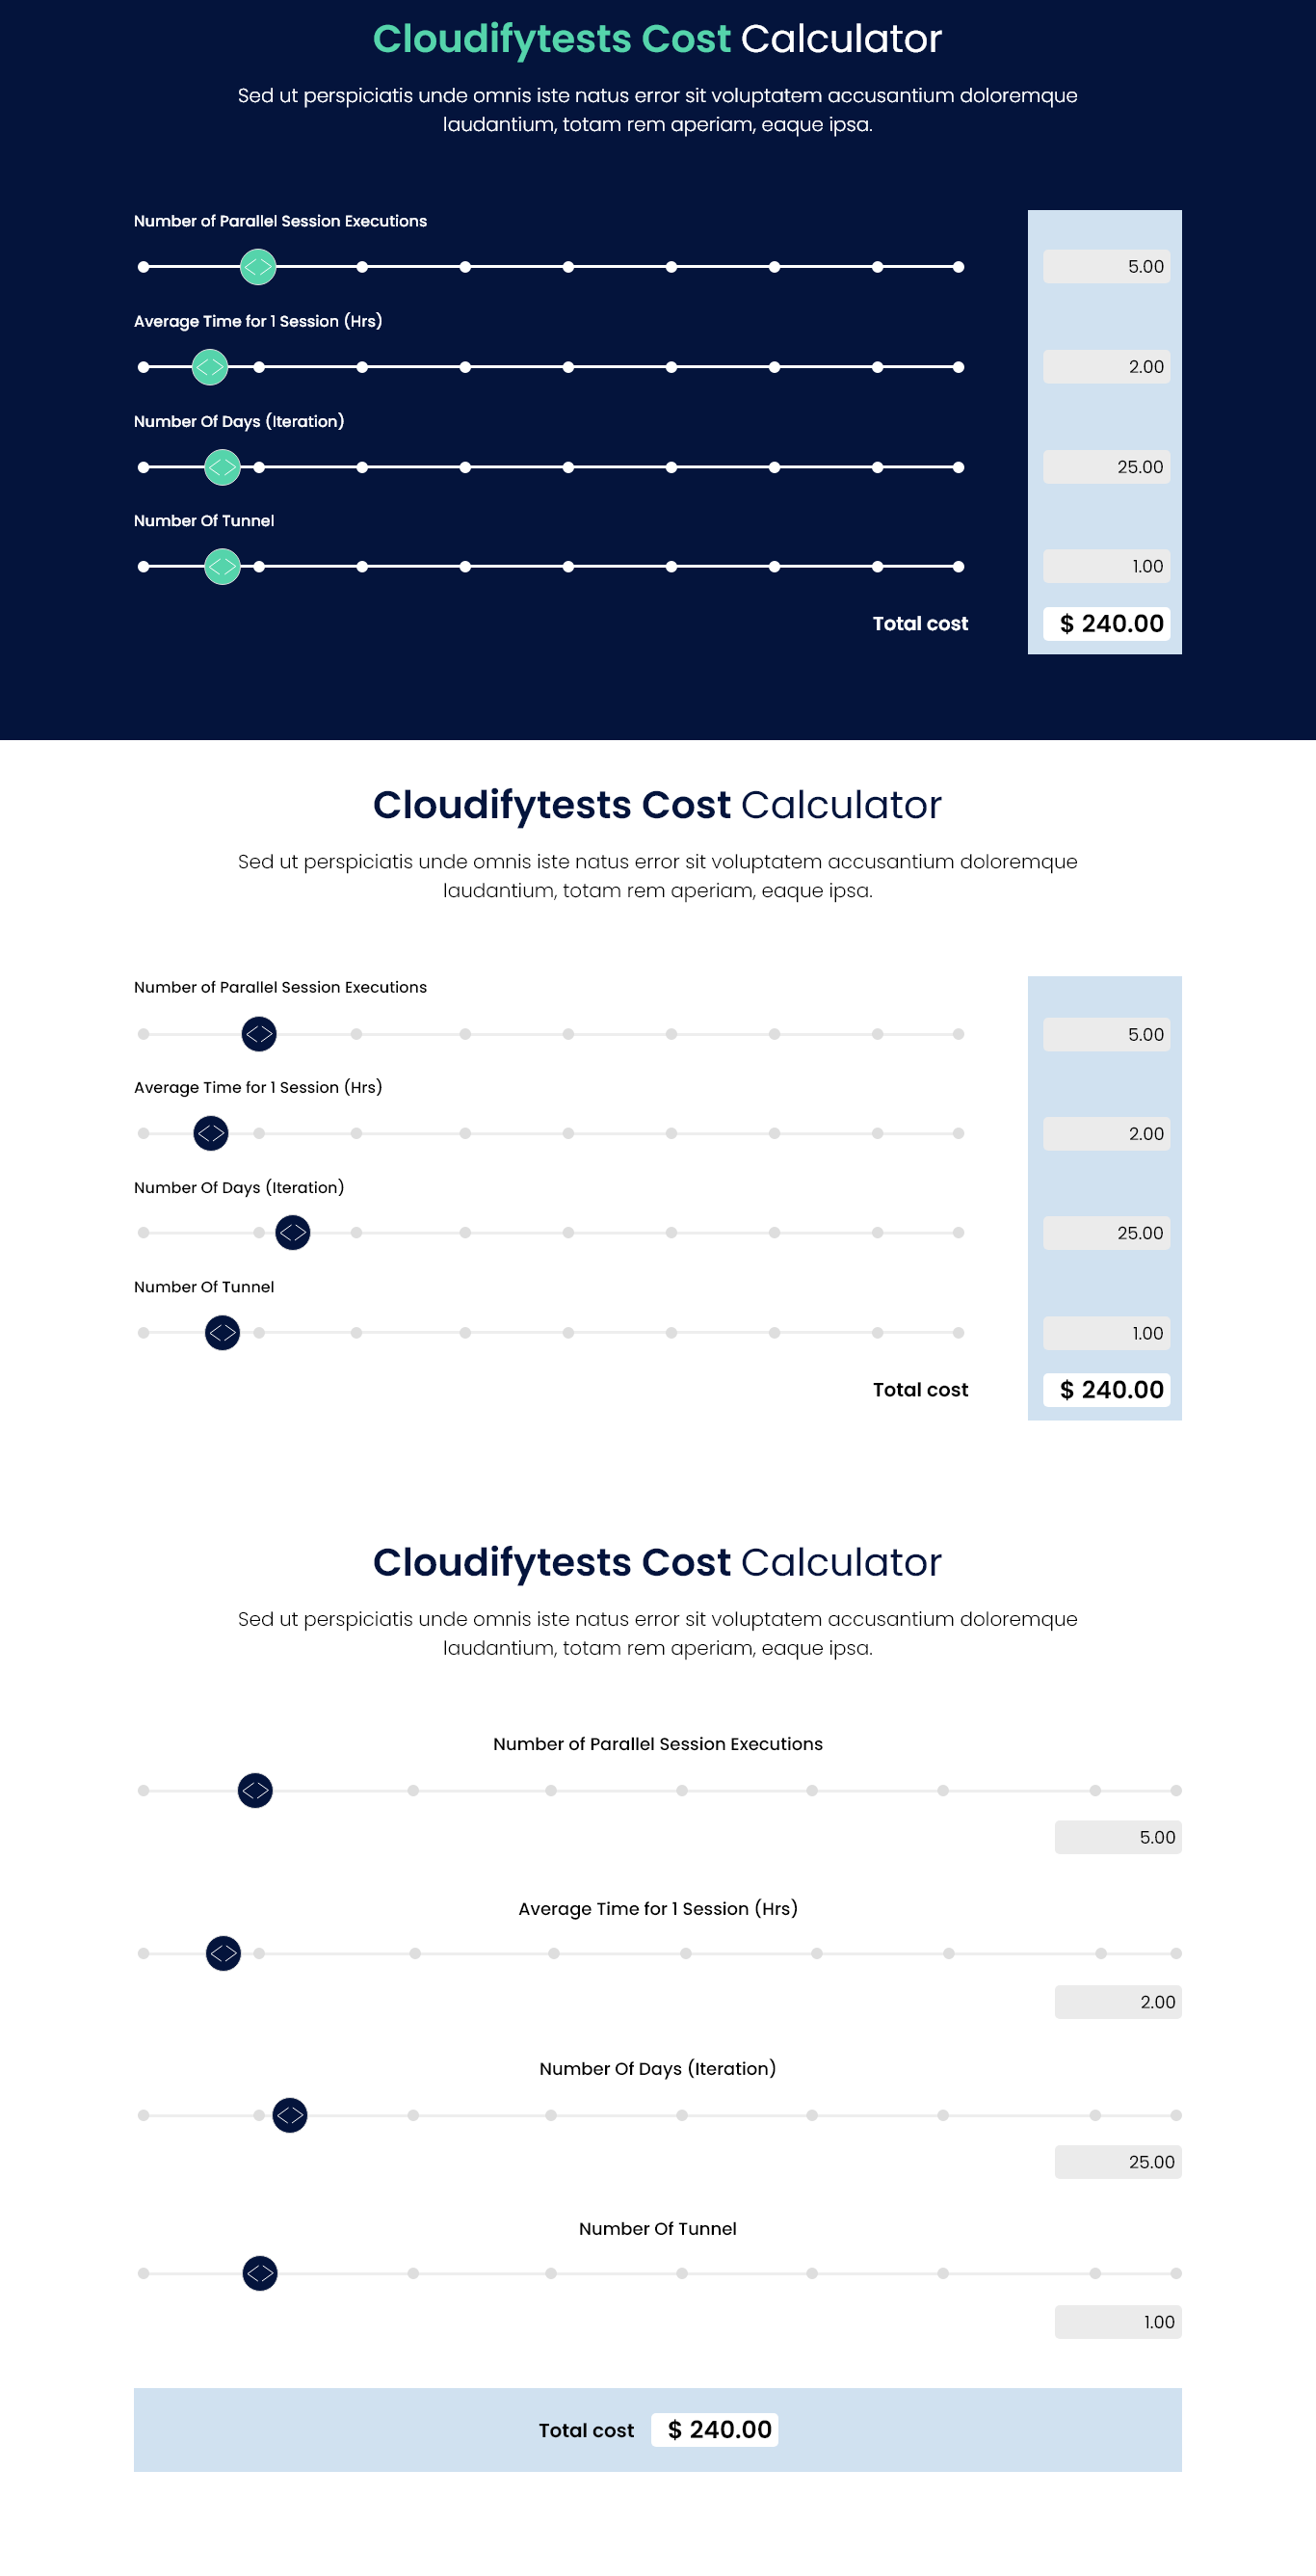 Cloudifytests Cost Calculator
Sed ut perspiciatis unde omnis iste natus error sit voluptatem accusantium doloremque
laudantium, totam rem aperiam, eaque ipsa.
Number of Parallel Session Executions
5.00
Average Time for 1 Session (Hrs)
2.00
Number Of Days (Iteration)
25.00
Number Of Tunnel
1.00
Total cost $ 240.00
Cloudifytests Cost Calculator
Sed ut perspiciatis unde omnis iste natus error sit voluptatem accusantium doloremque
laudantium, totam rem aperiam, eaque ipsa.
Number of Parallel Session Executions
5.00
Average Time for 1 Session (Hrs)
2.00
Number Of Days (Iteration)
25.00
Number Of Tunnel
1.00
Total cost $ 240.00
Cloudifytests Cost Calculator
Sed ut perspiciatis unde omnis iste natus error sit voluptatem accusantium doloremque
laudantium, totam rem aperiam, eaque ipsa.
Number of Parallel Session Executions
5.00
Average Time for 1 Session (Hrs)
2.00
Number Of Days (Iteration)
25.00
Number Of Tunnel
1.00
Total cost $ 240.00